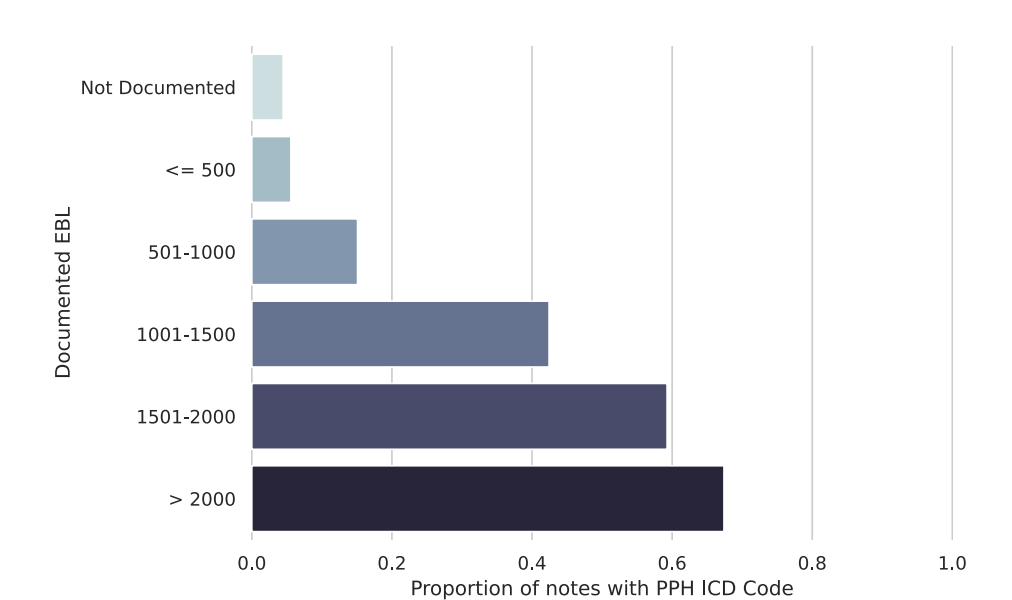 Not Documented
<= 500
501-1000
1001-1500
1501-2000
> 2000
Documented EBL
0.0 0.2 0.4 0.6 0.8 1.0
Proportion of notes with PPH ICD Code